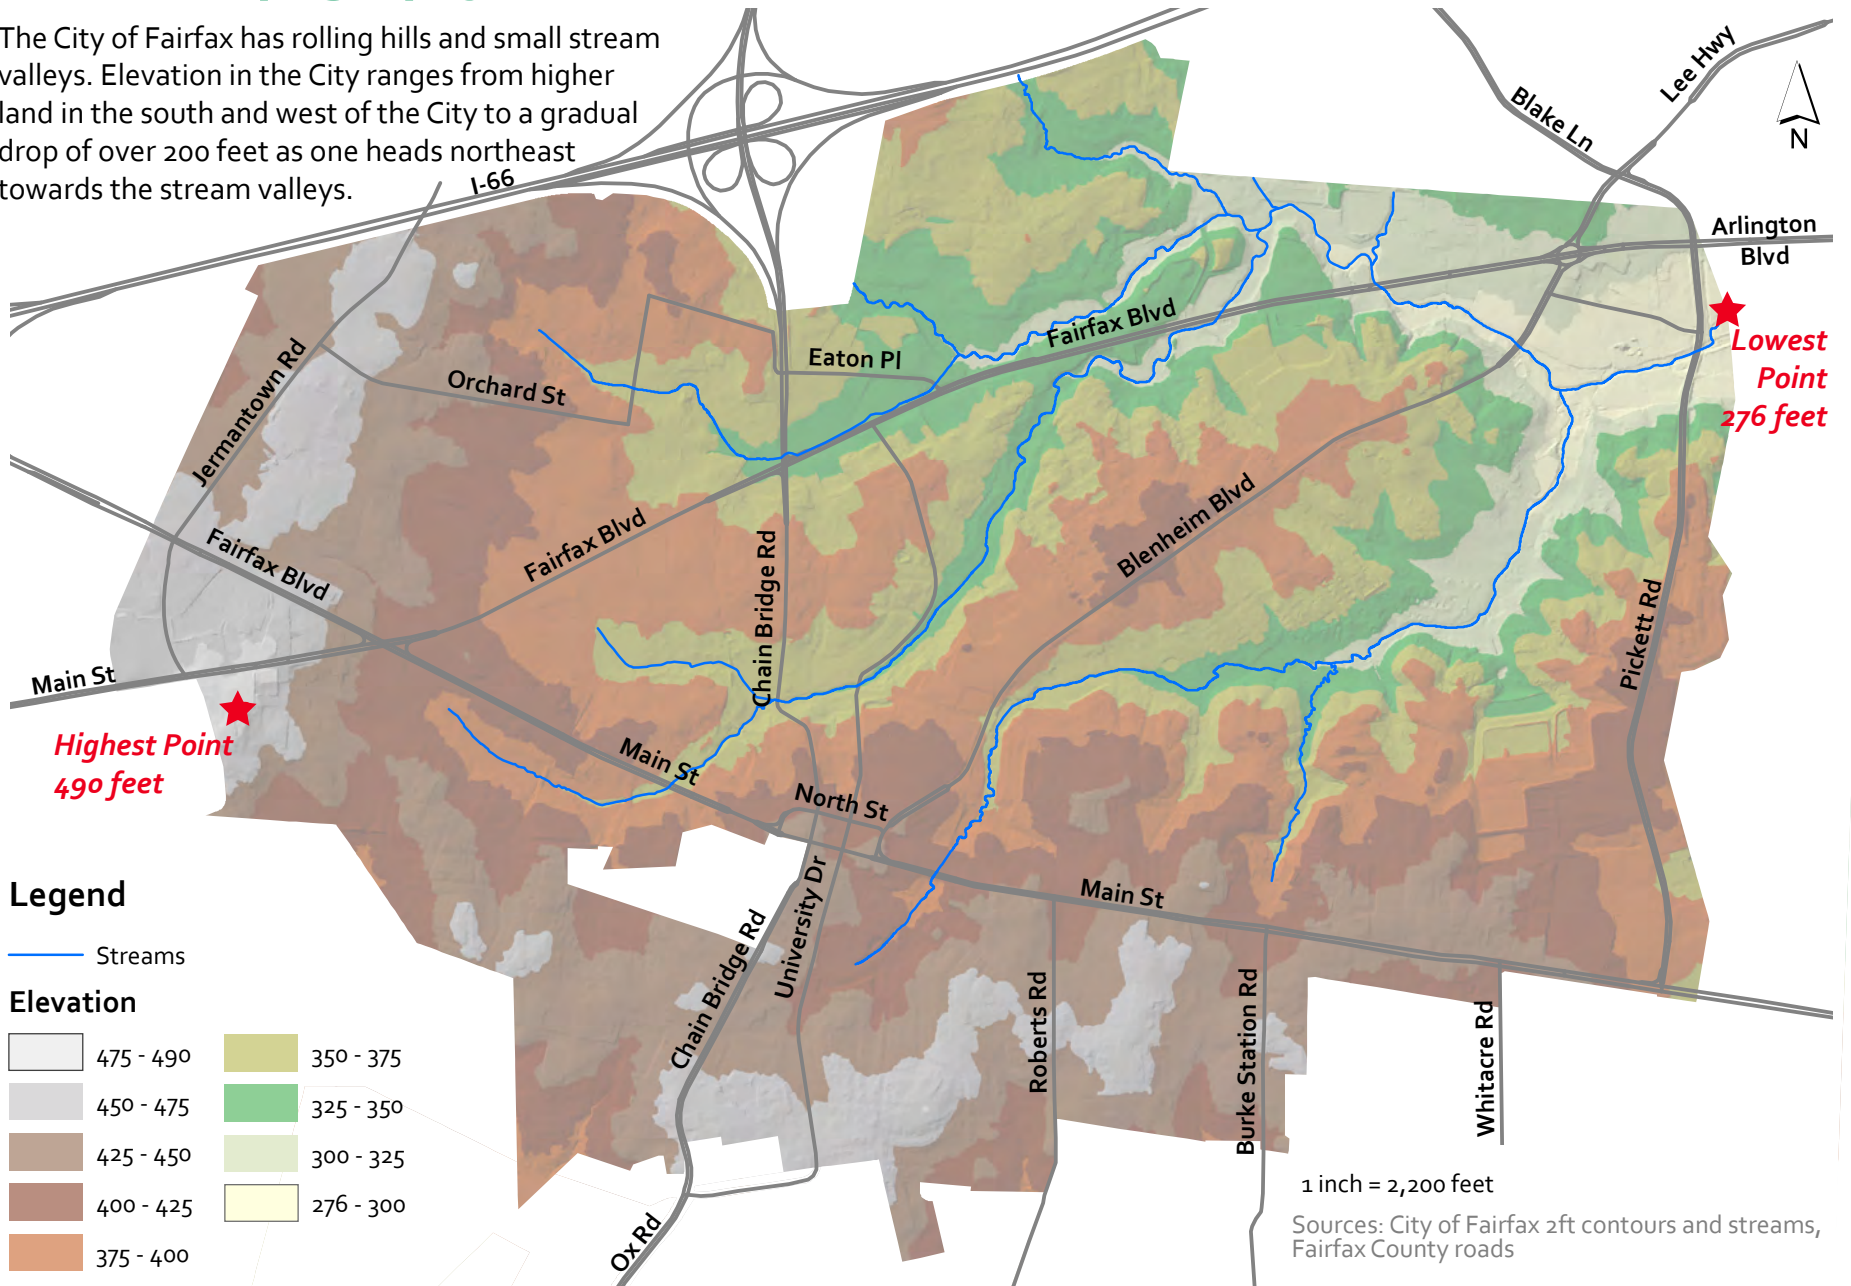 The City of Fairfax has rolling hills and small stream
valleys. Elevation in the City ranges from higher
land in the south and west of the City to a gradual
drop of over 200 feet as one heads northeast
towards the stream valleys.
I-66
Blake Ln
Lee Hwy
N
Arlington
Blvd
Lowest
Point
276 feet
Fairfax Blvd
Eaton Pl
Orchard St
Jermantown Rd
Fairfax Blvd
Fairfax Blvd
Chain Bridge Rd
Blenheim Blvd
Pickett Rd
Main St
Highest Point
490 feet
Main St
North St
Main St
University Dr
Chain Bridge Rd
Roberts Rd
Burke Station Rd
Whitacre Rd
Ox Rd
Legend
Streams
Elevation
475 - 490
450 - 475
425 - 450
400 - 425
375 - 400
350 - 375
325 - 350
300 - 325
276 - 300
1 inch = 2,200 feet
Sources: City of Fairfax 2ft contours and streams,
Fairfax County roads